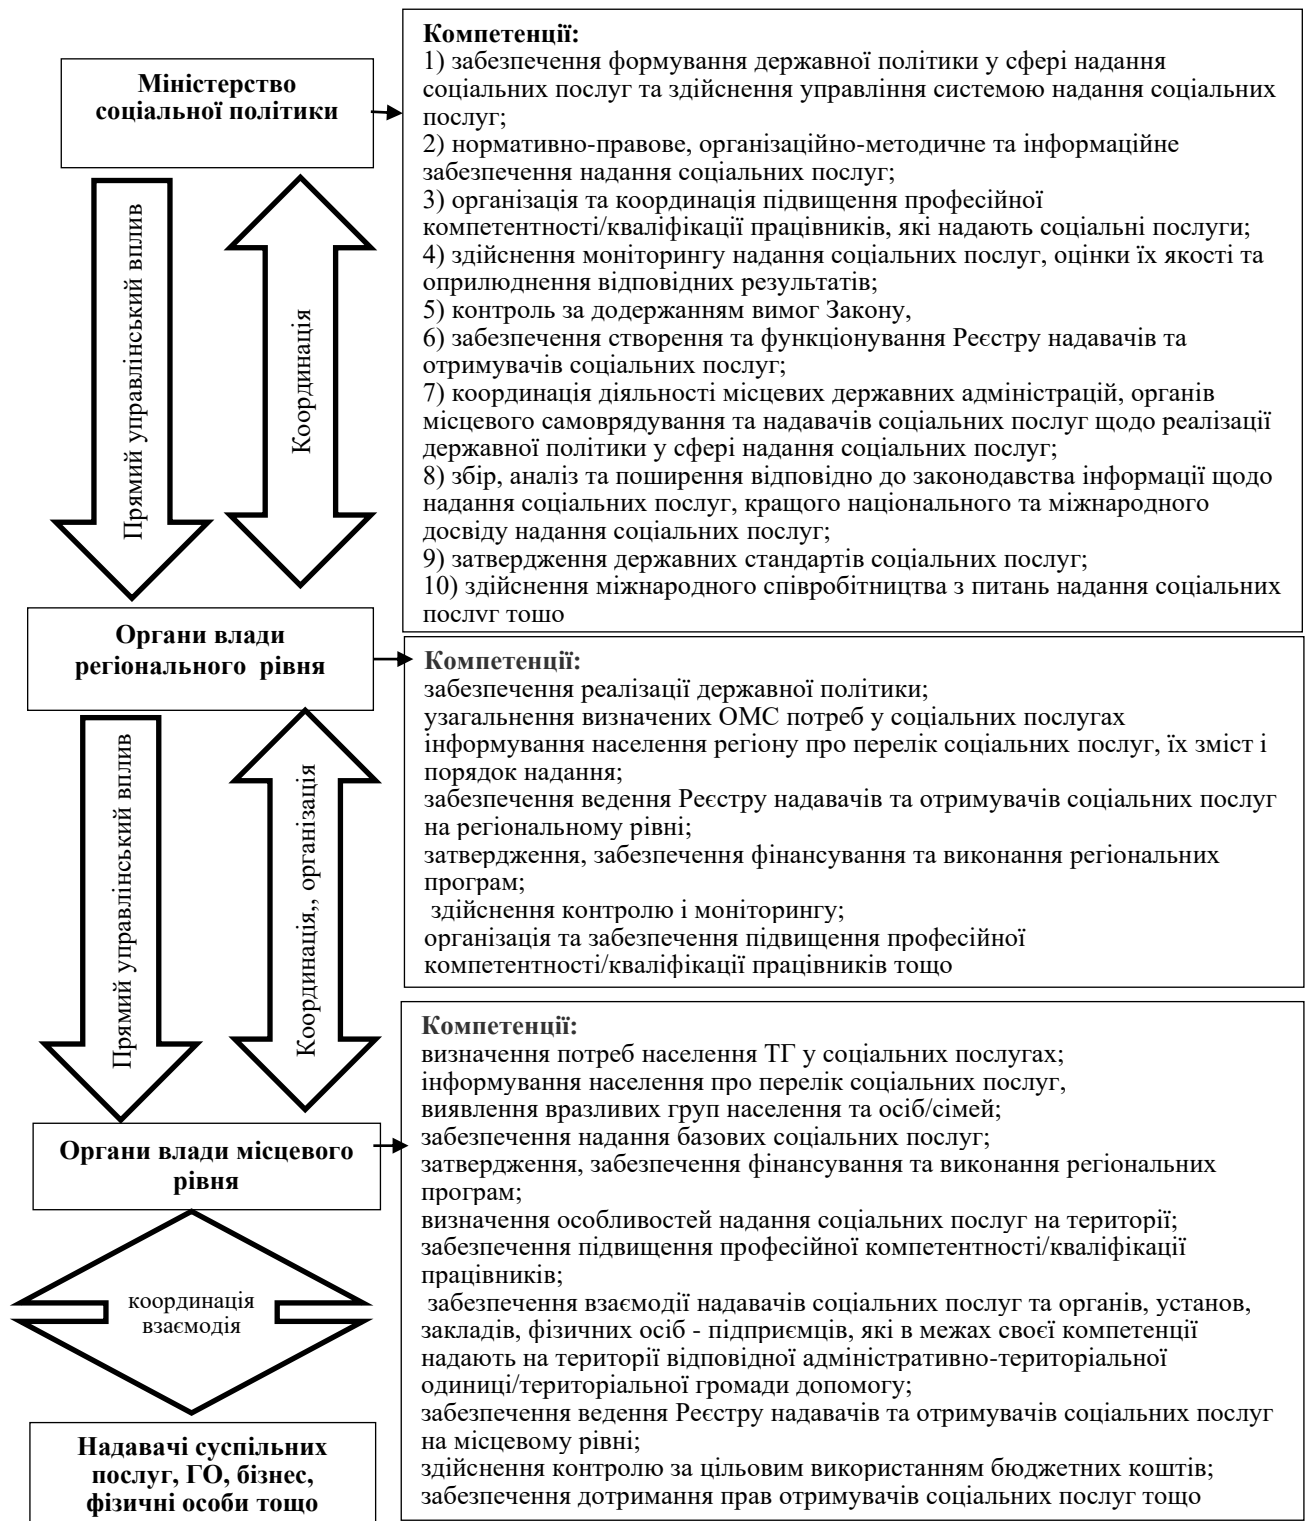 Міністерство
соціальної політики
Компетенції:
1) забезпечення формування державної політики у сфері надання
соціальних послуг та здійснення управління системою надання соціальних
послуг;
2) нормативно-правове, організаційно-методичне та інформаційне
забезпечення надання соціальних послуг;
3) організація та координація підвищення професійної
компетентності/кваліфікації працівників, які надають соціальні послуги;
4) здійснення моніторингу надання соціальних послуг, оцінки їх якості та
оприлюднення відповідних результатів;
5) контроль за додержанням вимог Закону,
6) забезпечення створення та функціонування Реєстру надавачів та
отримувачів соціальних послуг;
7) координація діяльності місцевих державних адміністрацій, органів
місцевого самоврядування та надавачів соціальних послуг щодо реалізації
державної політики у сфері надання соціальних послуг;
8) збір, аналіз та поширення відповідно до законодавства інформації щодо
надання соціальних послуг, кращого національного та міжнародного
досвіду надання соціальних послуг;
9) затвердження державних стандартів соціальних послуг;
10) здійснення міжнародного співробітництва з питань надання соціальних
послуг тощо
Прямий управлінський вплив
Координація
Органи влади
регіонального рівня
Компетенції:
забезпечення реалізації державної політики;
узагальнення визначених ОМС потреб у соціальних послугах
інформування населення регіону про перелік соціальних послуг, їх зміст і
порядок надання;
забезпечення ведення Реєстру надавачів та отримувачів соціальних послуг
на регіональному рівні;
затвердження, забезпечення фінансування та виконання регіональних
програм;
здійснення контролю і моніторингу;
організація та забезпечення підвищення професійної
компетентності/кваліфікації працівників тощо
Прямий управлінський вплив
Координація,, організація
Органи влади місцевого
рівня
Компетенції:
визначення потреб населення ТГ у соціальних послугах;
інформування населення про перелік соціальних послуг,
виявлення вразливих груп населення та осіб/сімей;
забезпечення надання базових соціальних послуг;
затвердження, забезпечення фінансування та виконання регіональних
програм;
визначення особливостей надання соціальних послуг на території;
забезпечення підвищення професійної компетентності/кваліфікації
працівників;
забезпечення взаємодії надавачів соціальних послуг та органів, установ,
закладів, фізичних осіб - підприємців, які в межах своєї компетенції
надають на території відповідної адміністративно-територіальної
одиниці/територіальної громади допомогу;
забезпечення ведення Реєстру надавачів та отримувачів соціальних послуг
на місцевому рівні;
здійснення контролю за цільовим використанням бюджетних коштів;
забезпечення дотримання прав отримувачів соціальних послуг тощо
координація
взаємодія
Надавачі суспільних
послуг, ГО, бізнес,
фізичні особи тощо